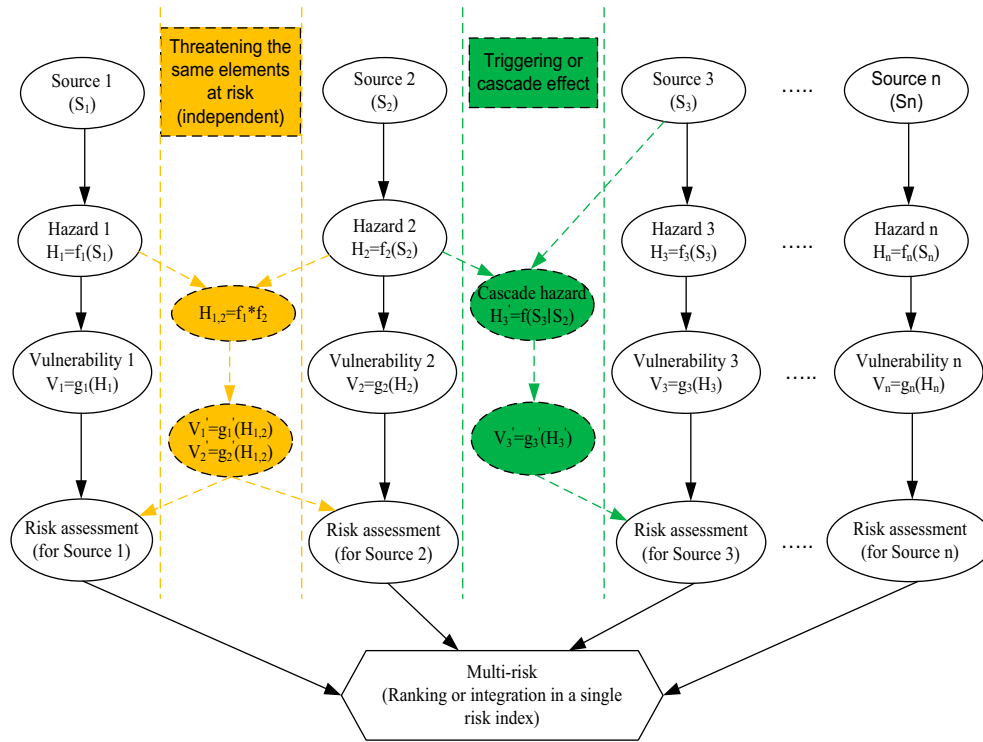 Threatening the
same elements
at risk
(independent)
Triggering or
cascade effect
Source 1
(S₁)
Source 2
(S₂)
Source 3
(S₃)
.....
Source n
(Sn)
Hazard 1
H₁=f₁(S₁)
Hazard 2
H₂=f₂(S₂)
Hazard 3
H₃=f₃(S₃)
.....
Hazard n
Hₙ=fₙ(Sₙ)
H₁,₂=f₁*f₂
Cascade hazard
H₃'=f(S₃|S₂)
Vulnerability 1
V₁=g₁(H₁)
Vulnerability 2
V₂=g₂(H₂)
Vulnerability 3
V₃=g₃(H₃)
.....
Vulnerability n
Vₙ=gₙ(Hₙ)
V₁'=g₁'(H₁,₂)
V₂'=g₂'(H₁,₂)
V₃'=g₃'(H₃')
Risk assessment
(for Source 1)
Risk assessment
(for Source 2)
Risk assessment
(for Source 3)
.....
Risk assessment
(for Source n)
Multi-risk
(Ranking or integration in a single
risk index)